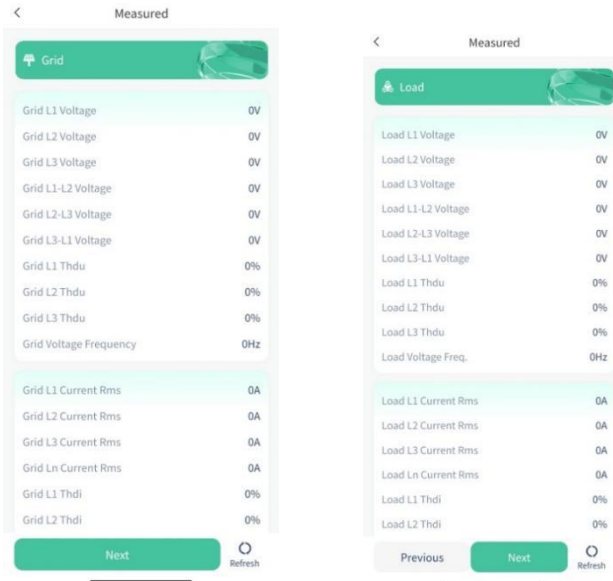 Measured
Grid
Grid L1 Voltage 0V
Grid L2 Voltage 0V
Grid L3 Voltage 0V
Grid L1-L2 Voltage 0V
Grid L2-L3 Voltage 0V
Grid L3-L1 Voltage 0V
Grid L1 Thdu 0%
Grid L2 Thdu 0%
Grid L3 Thdu 0%
Grid Voltage Frequency 0Hz
Grid L1 Current Rms 0A
Grid L2 Current Rms 0A
Grid L3 Current Rms 0A
Grid Ln Current Rms 0A
Grid L1 Thdi 0%
Grid L2 Thdi 0%
Next
Refresh
Measured
Load
Load L1 Voltage 0V
Load L2 Voltage 0V
Load L3 Voltage 0V
Load L1-L2 Voltage 0V
Load L2-L3 Voltage 0V
Load L3-L1 Voltage 0V
Load L1 Thdu 0%
Load L2 Thdu 0%
Load L3 Thdu 0%
Load Voltage Freq. 0Hz
Load L1 Current Rms 0A
Load L2 Current Rms 0A
Load L3 Current Rms 0A
Load Ln Current Rms 0A
Load L1 Thdi 0%
Load L2 Thdi 0%
Previous
Next
Refresh